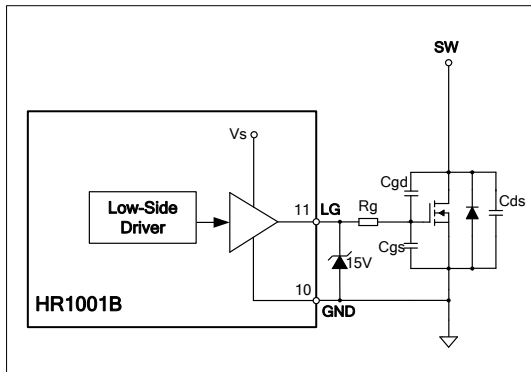 SW
Vs
Cgd
Low-Side
Driver
11
LG
Rg
Cds
Cgs
15V
10
GND
HR1001B